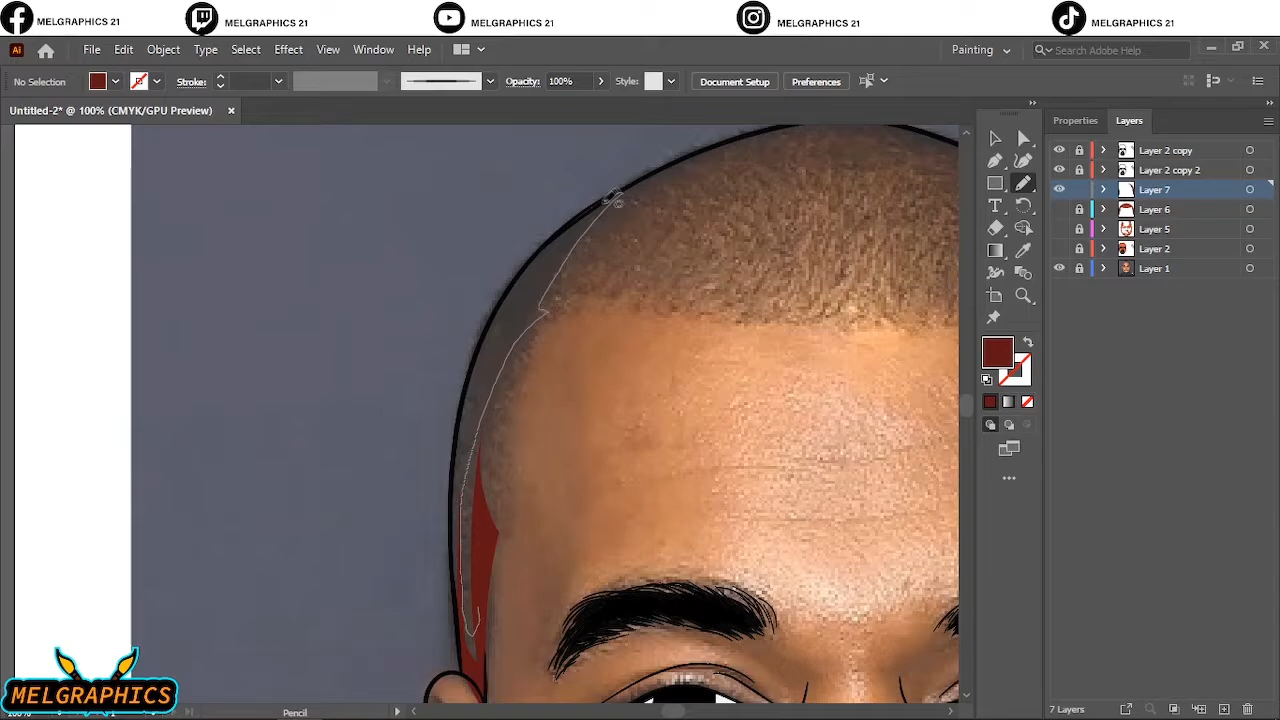 MELGRAPHICS 21 MELGRAPHICS 21 MELGRAPHICS 21 MELGRAPHICS 21 MELGRAPHICS 21
Ai File Edit Object Type Select Effect View Window Help Painting Search Adobe Help
No Selection Stroke: Opacity: 100% Style: Document Setup Preferences
Untitled-2* @ 100% (CMYK/GPU Preview)
Properties Layers
Layer 2 copy
Layer 2 copy 2
Layer 7
Layer 6
Layer 5
Layer 2
Layer 1
MELGRAPHICS
Pencil 7 Layers